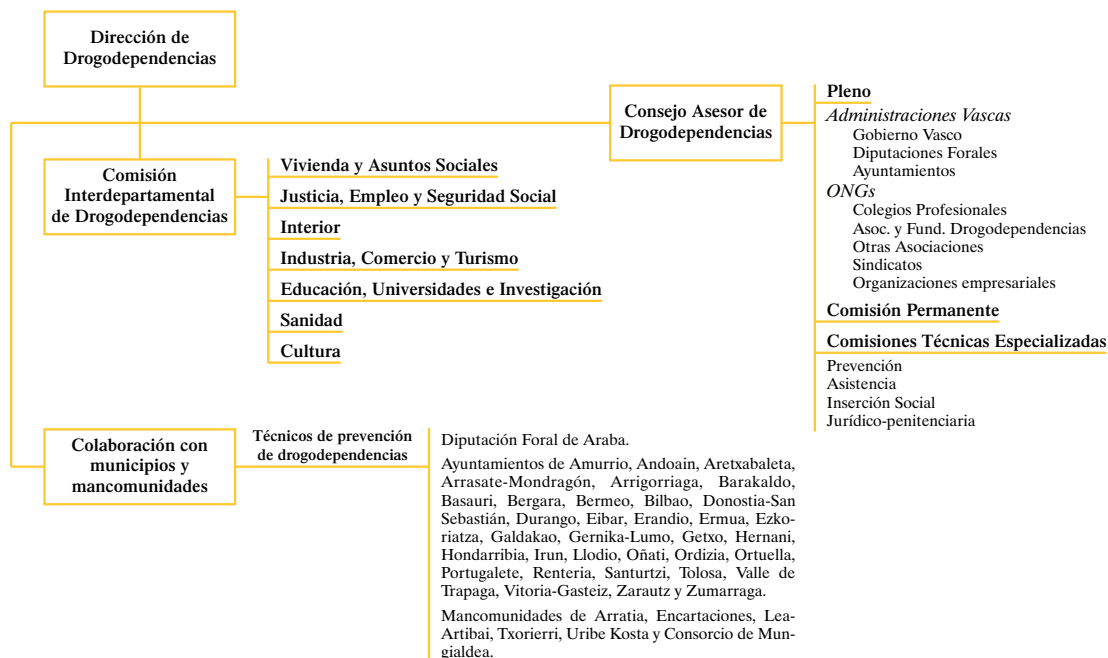 Dirección de
Drogodependencias
Consejo Asesor de
Drogodependencias
Pleno
Administraciones Vascas
Gobierno Vasco
Diputaciones Forales
Ayuntamientos
ONGs
Colegios Profesionales
Asoc. y Fund. Drogodependencias
Otras Asociaciones
Sindicatos
Organizaciones empresariales
Comisión Permanente
Comisiones Técnicas Especializadas
Prevención
Asistencia
Inserción Social
Jurídico-penitenciaria
Comisión
Interdepartamental
de Drogodependencias
Vivienda y Asuntos Sociales
Justicia, Empleo y Seguridad Social
Interior
Industria, Comercio y Turismo
Educación, Universidades e Investigación
Sanidad
Cultura
Colaboración con
municipios y
mancomunidades
Técnicos de prevención
de drogodependencias
Diputación Foral de Araba.
Ayuntamientos de Amurrio, Andoain, Aretxabaleta,
Arrasate-Mondragón, Arrigorriaga, Barakaldo,
Basauri, Bergara, Bermeo, Bilbao, Donostia-San
Sebastián, Durango, Eibar, Erandio, Ermua, Ezko-
riatza, Galdakao, Gernika-Lumo, Getxo, Hernani,
Hondarribia, Irun, Llodio, Oñati, Ordizia, Ortuella,
Portugalete, Renteria, Santurtzi, Tolosa, Valle de
Trapaga, Vitoria-Gasteiz, Zarautz y Zumarraga.
Mancomunidades de Arratia, Encartaciones, Lea-
Artibai, Txorierri, Uribe Kosta y Consorcio de Mun-
gialdea.